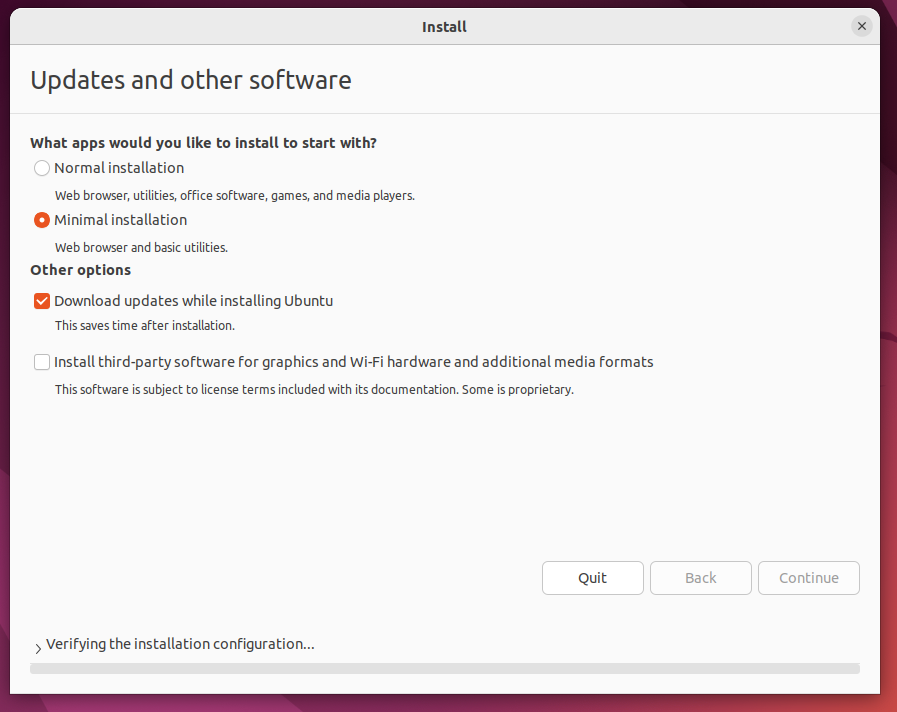 Install
Updates and other software
What apps would you like to install to start with?
Normal installation
Web browser, utilities, office software, games, and media players.
Minimal installation
Web browser and basic utilities.
Other options
Download updates while installing Ubuntu
This saves time after installation.
Install third-party software for graphics and Wi-Fi hardware and additional media formats
This software is subject to license terms included with its documentation. Some is proprietary.
Quit Back Continue
Verifying the installation configuration...